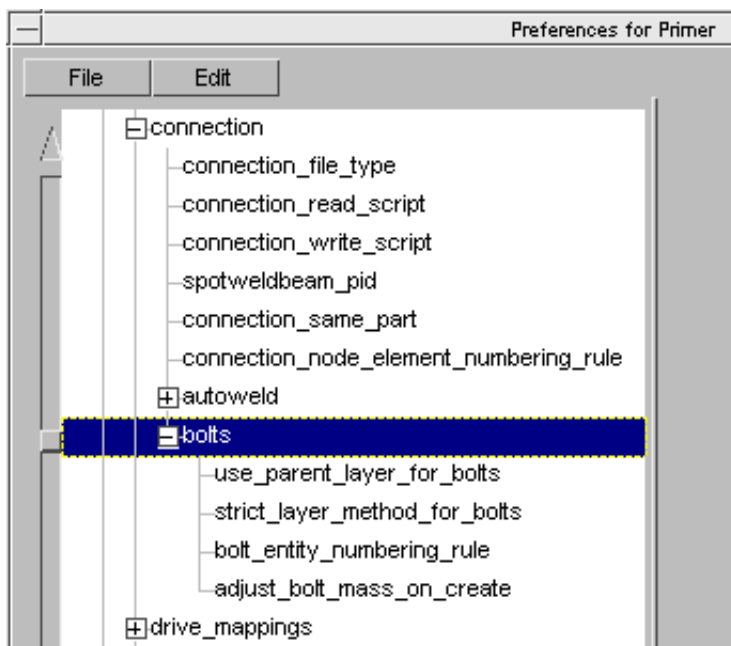 Preferences for Primer
File Edit
connection
connection_file_type
connection_read_script
connection_write_script
spotweldbeam_pid
connection_same_part
connection_node_element_numbering_rule
autoweld
bolts
use_parent_layer_for_bolts
strict_layer_method_for_bolts
bolt_entity_numbering_rule
adjust_bolt_mass_on_create
drive_mappings